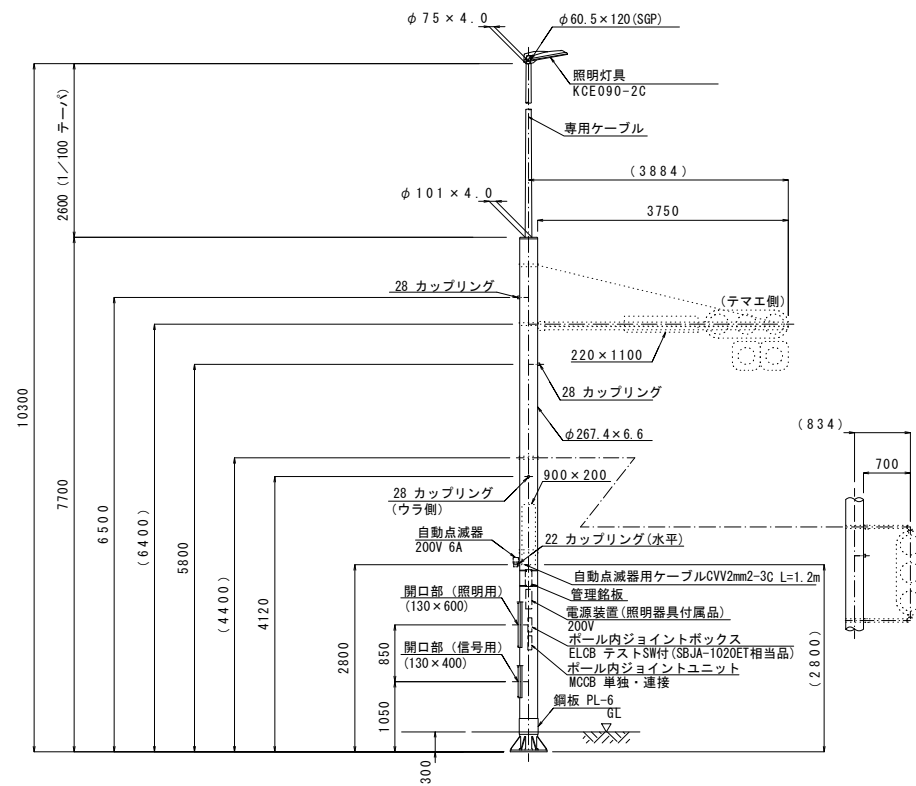 φ75×4.0
φ60.5×120(SGP)
照明灯具
KCE090-2C
専用ケーブル
2600 (1/100 テーパ)
(3884)
3750
φ101×4.0
28 カップリング
(テマエ側)
220×1100
28 カップリング
φ267.4×6.6
(834)
700
900×200
28 カップリング
(ウラ側)
自動点滅器
200V 6A
22 カップリング(水平)
自動点滅器用ケーブルCVV2mm2-3C L=1.2m
管理銘板
開口部 (照明用)
(130×600)
電源装置(照明器具付属品)
200V
ポール内ジョイントボックス
ELCB テストSW付(SBJA-1020ET相当品)
開口部 (信号用)
(130×400)
ポール内ジョイントユニット
MCCB 単独・連接
鋼板 PL-6
GL
10300
7700
6500
(6400)
5800
(4400)
4120
2800
850
1050
300
(2800)